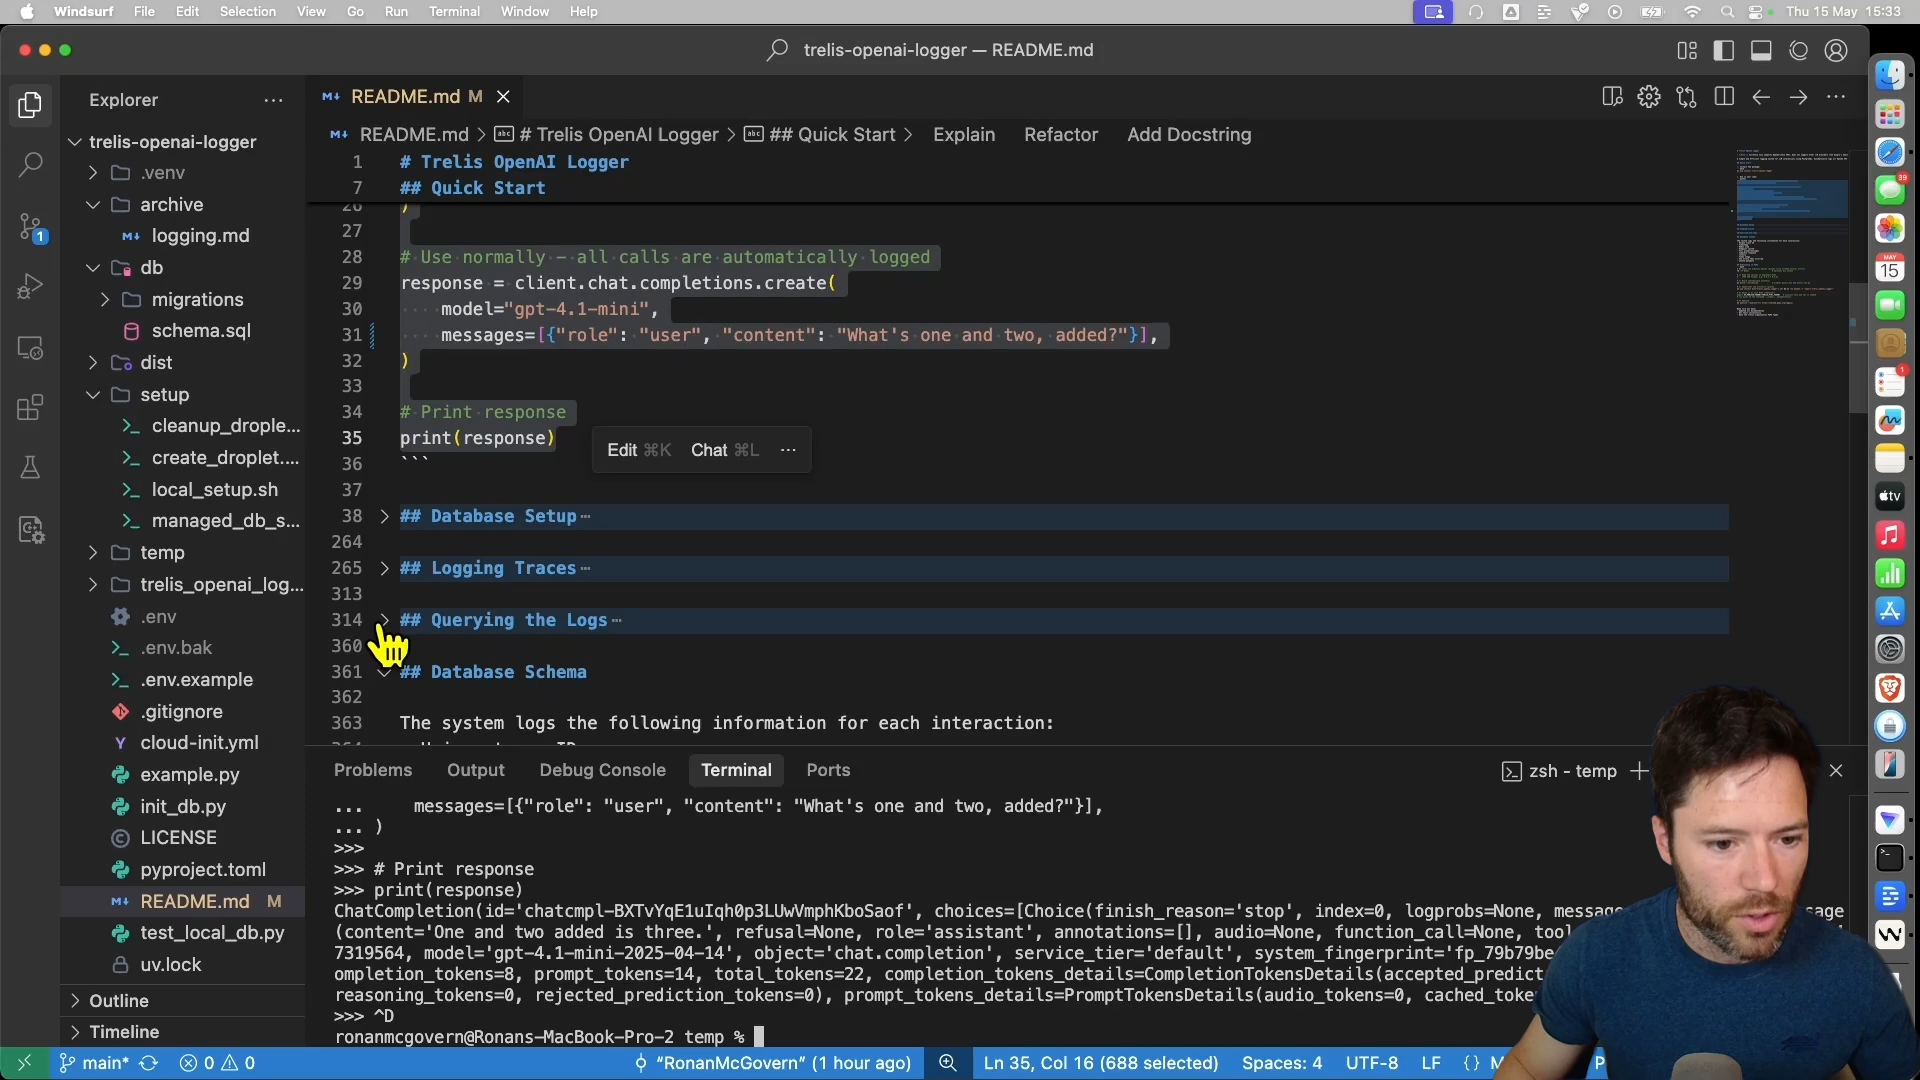 Windsurf File Edit Selection View Go Run Terminal Window Help Thu 15 May 15:33
trelis-openai-logger — README.md
Explorer
README.md M
README.md > # Trelis OpenAI Logger > ## Quick Start > Explain Refactor Add Docstring
trelis-openai-logger
.venv
archive
logging.md
db
migrations
schema.sql
dist
setup
cleanup_drople...
create_droplet....
local_setup.sh
managed_db_s...
temp
trelis_openai_log...
.env
.env.bak
.env.example
.gitignore
cloud-init.yml
example.py
init_db.py
LICENSE
pyproject.toml
README.md M
test_local_db.py
uv.lock
Outline
Timeline
1 # Trelis OpenAI Logger
7 ## Quick Start
26 )
27
28 # Use normally - all calls are automatically logged
29 response = client.chat.completions.create(
30 model="gpt-4.1-mini",
31 messages=[{"role": "user", "content": "What's one and two, added?"}],
32 )
33
34 # Print response
35 print(response)
36 ```
Edit ⌘K Chat ⌘L ...
37
38 ## Database Setup
264
265 ## Logging Traces
313
314 ## Querying the Logs
360
361 ## Database Schema
362
363 The system logs the following information for each interaction:
Problems Output Debug Console Terminal Ports
zsh - temp
... messages=[{"role": "user", "content": "What's one and two, added?"}],
... )
>>>
>>> # Print response
>>> print(response)
ChatCompletion(id='chatcmpl-BXTvYqE1uIqh0p3LUwVmphKboSaof', choices=[Choice(finish_reason='stop', index=0, logprobs=None, messag
(content='One and two added is three.', refusal=None, role='assistant', annotations=[], audio=None, function_call=None, tool
7319564, model='gpt-4.1-mini-2025-04-14', object='chat.completion', service_tier='default', system_fingerprint='fp_79b79be
ompletion_tokens=8, prompt_tokens=14, total_tokens=22, completion_tokens_details=CompletionTokensDetails(accepted_predict
reasoning_tokens=0, rejected_prediction_tokens=0), prompt_tokens_details=PromptTokensDetails(audio_tokens=0, cached_toke
>>> ^D
ronanmcgovern@Ronans-MacBook-Pro-2 temp %
main* 0 0 "RonanMcGovern" (1 hour ago) Ln 35, Col 16 (688 selected) Spaces: 4 UTF-8 LF {}